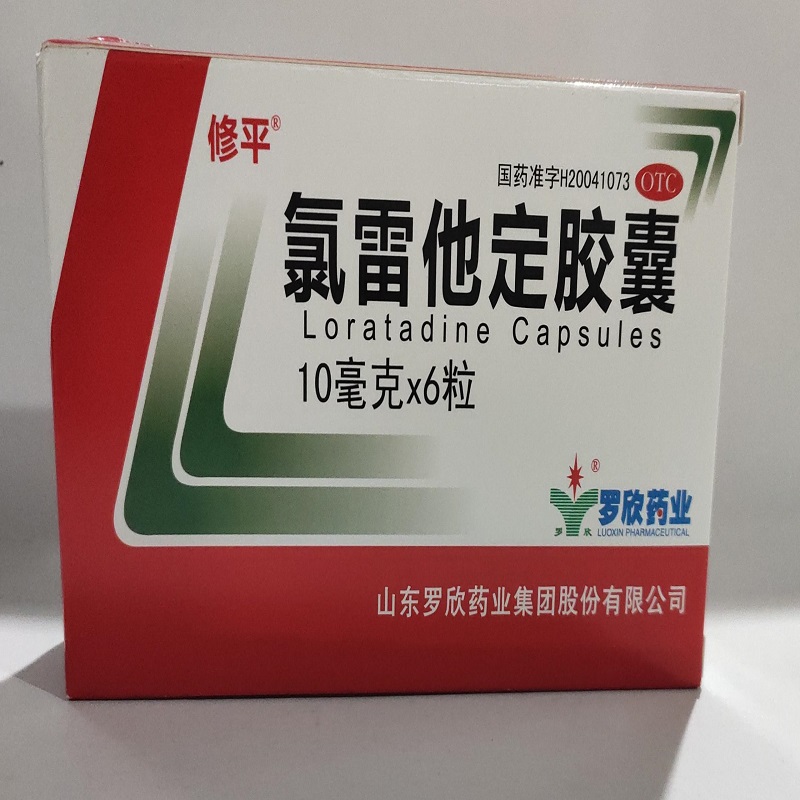 修平®
国药准字H20041073 OTC
氯雷他定胶囊
Loratadine Capsules
10毫克x6粒
®
罗欣药业
罗欣 LUOXIN PHARMACEUTICAL
山东罗欣药业集团股份有限公司